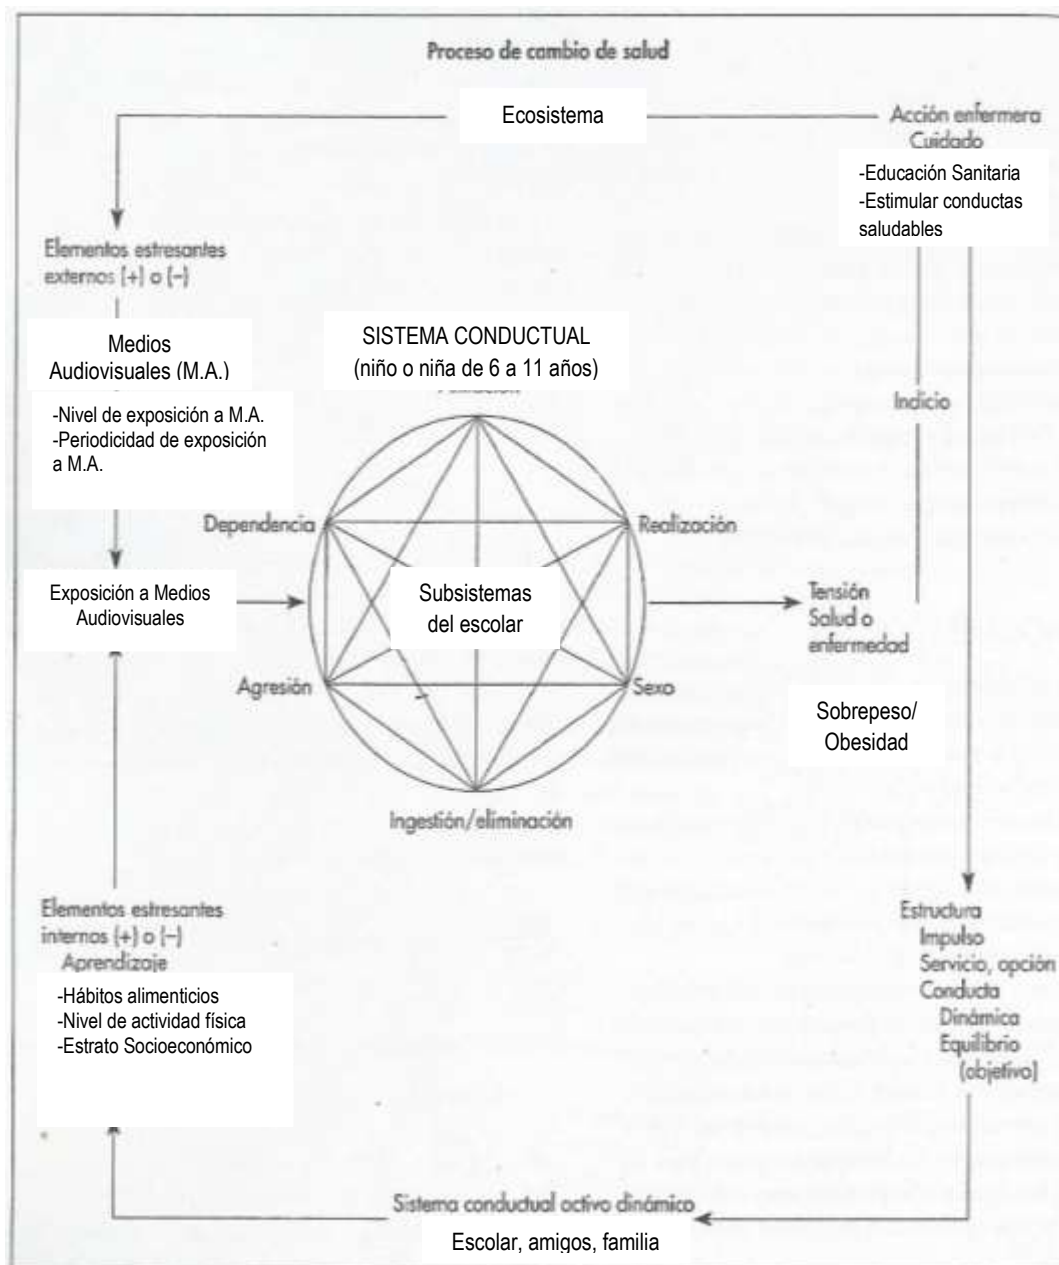 Proceso de cambio de salud
Ecosistema
Acción enfermera
Cuidado
-Educación Sanitaria
-Estimular conductas
saludables
Elementos estresantes
externos (+) o (−)
Medios
Audiovisuales (M.A.)
-Nivel de exposición a M.A.
-Periodicidad de exposición
a M.A.
SISTEMA CONDUCTUAL
(niño o niña de 6 a 11 años)
Indicio
Dependencia
Realización
Exposición a Medios
Audiovisuales
Subsistemas
del escolar
Tensión
Salud o
enfermedad
Agresión
Sexo
Sobrepeso/
Obesidad
Ingestión/eliminación
Elementos estresantes
internos (+) o (−)
Aprendizaje
-Hábitos alimenticios
-Nivel de actividad física
-Estrato Socioeconómico
Estructura
Impulso
Servicio, opción
Conducta
Dinámica
Equilibrio
(objetivo)
Sistema conductual activo dinámico
Escolar, amigos, familia